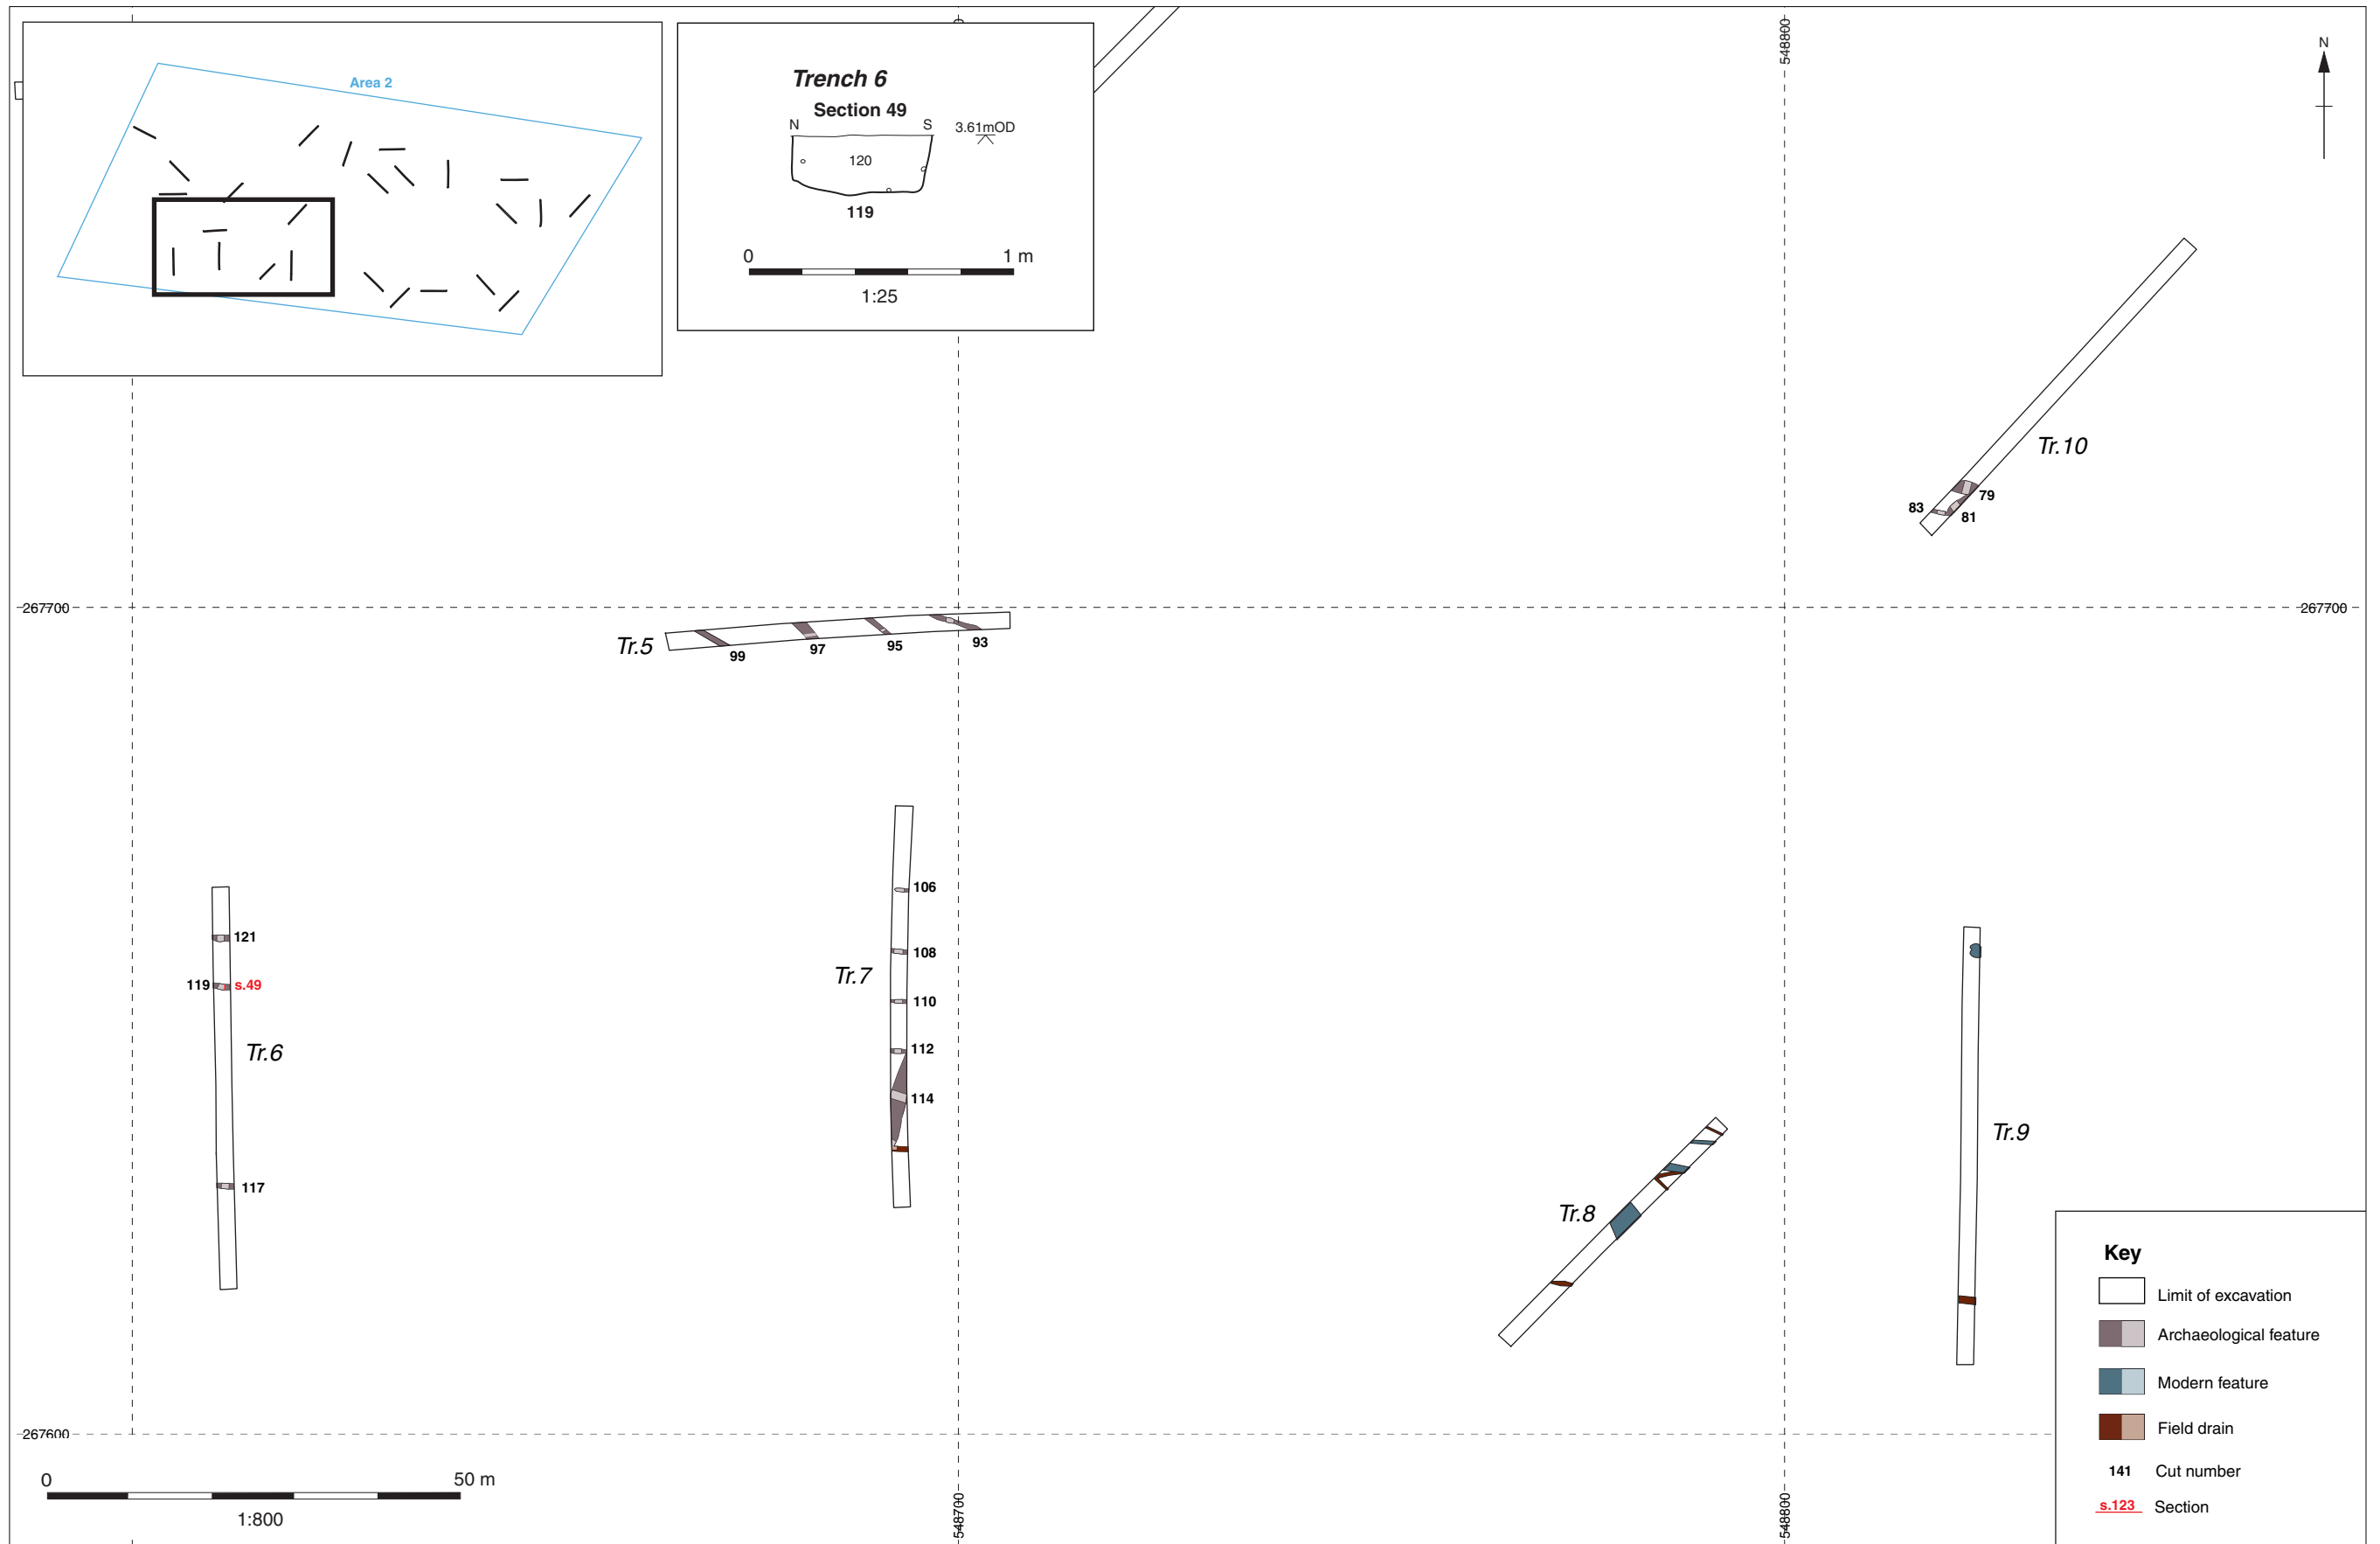 Area 2
Trench 6
Section 49
N S 3.61mOD
120
119
0 1 m
1:25
548800
N
Tr.10
83 79
81
267700 267700
Tr.5
99 97 95 93
106
121 108
Tr.7
119 s.49 110
Tr.6 112
114
Tr.9
117
Tr.8
Key
Limit of excavation
Archaeological feature
Modern feature
Field drain
141 Cut number
s.123 Section
267600
0 50 m
1:800
548700
548800